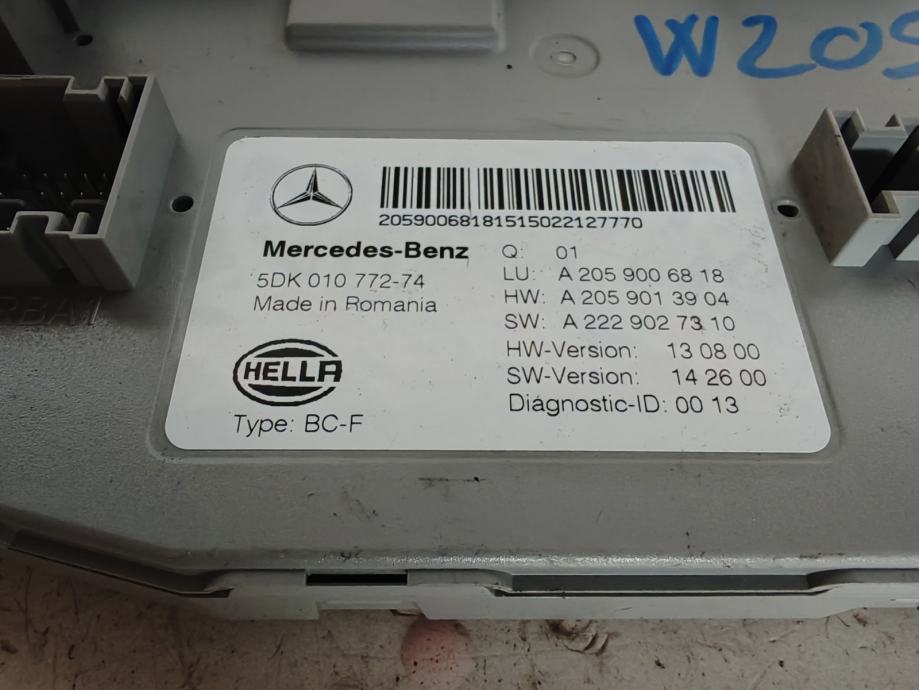 W205
20590068181515022127770
Mercedes-Benz
5DK 010 772-74
Made in Romania
HELLA
Type: BC-F
Q: 01
LU: A 205 900 68 18
HW: A 205 901 39 04
SW: A 222 902 73 10
HW-Version: 13 08 00
SW-Version: 14 26 00
Diagnostic-ID: 00 13